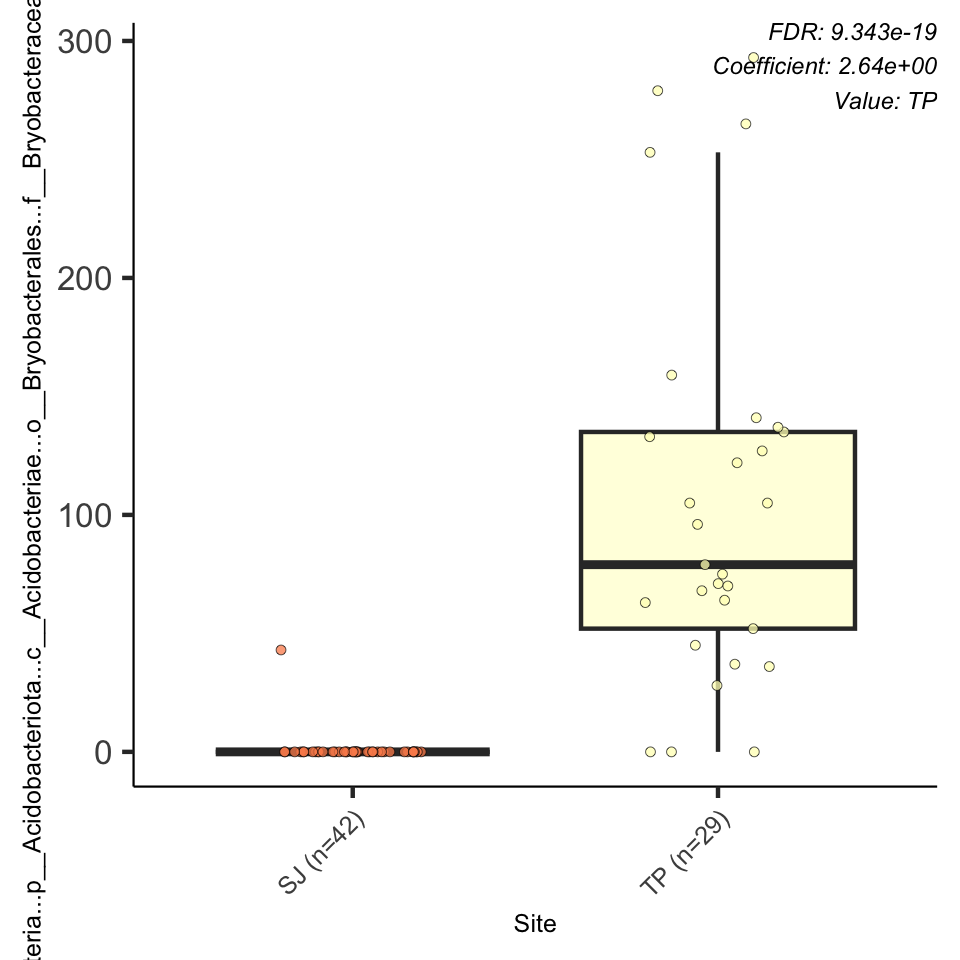 FDR: 9.343e-19
Coefficient: 2.64e+00
Value: TP
300
200
100
0
teria...p__Acidobacteriota...c__Acidobacteriae...o__Bryobacterales...f__Bryobacteracea
SJ (n=42)
TP (n=29)
Site